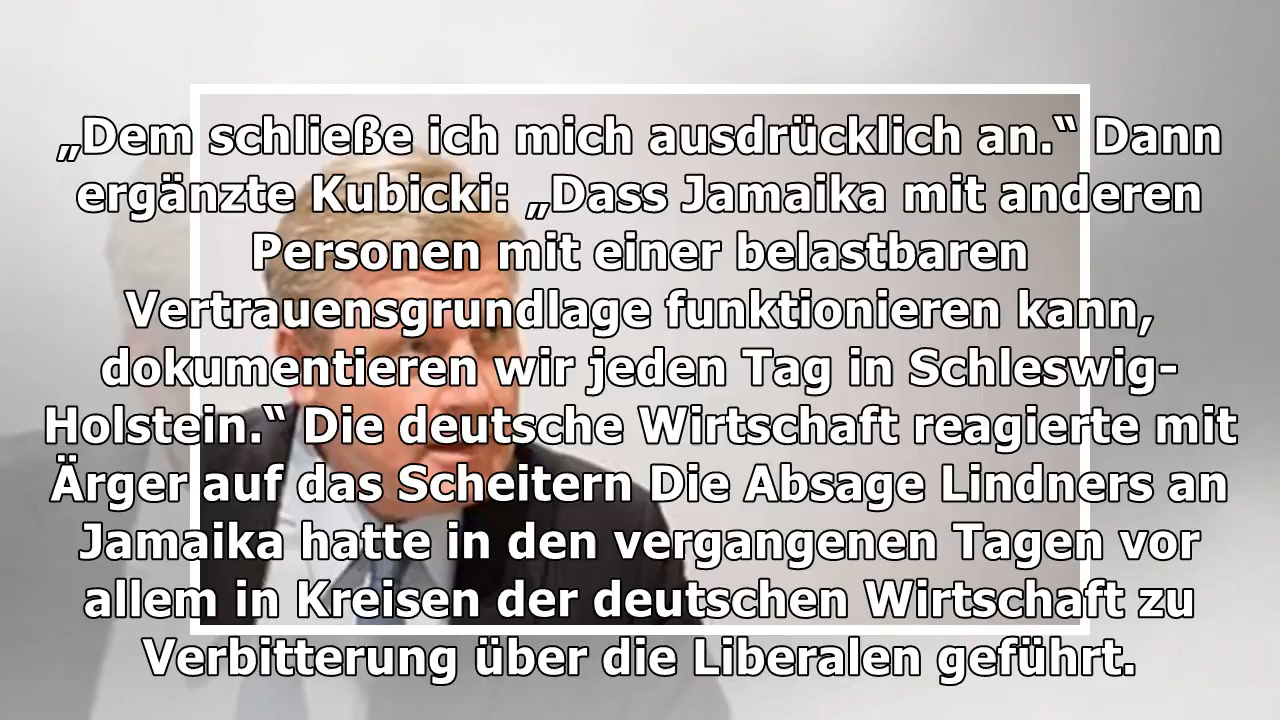 „Dem schließe ich mich ausdrücklich an.“ Dann
ergänzte Kubicki: „Dass Jamaika mit anderen
Personen mit einer belastbaren
Vertrauensgrundlage funktionieren kann,
dokumentieren wir jeden Tag in Schleswig-
Holstein.“ Die deutsche Wirtschaft reagierte mit
Ärger auf das Scheitern Die Absage Lindners an
Jamaika hatte in den vergangenen Tagen vor
allem in Kreisen der deutschen Wirtschaft zu
Verbitterung über die Liberalen geführt.